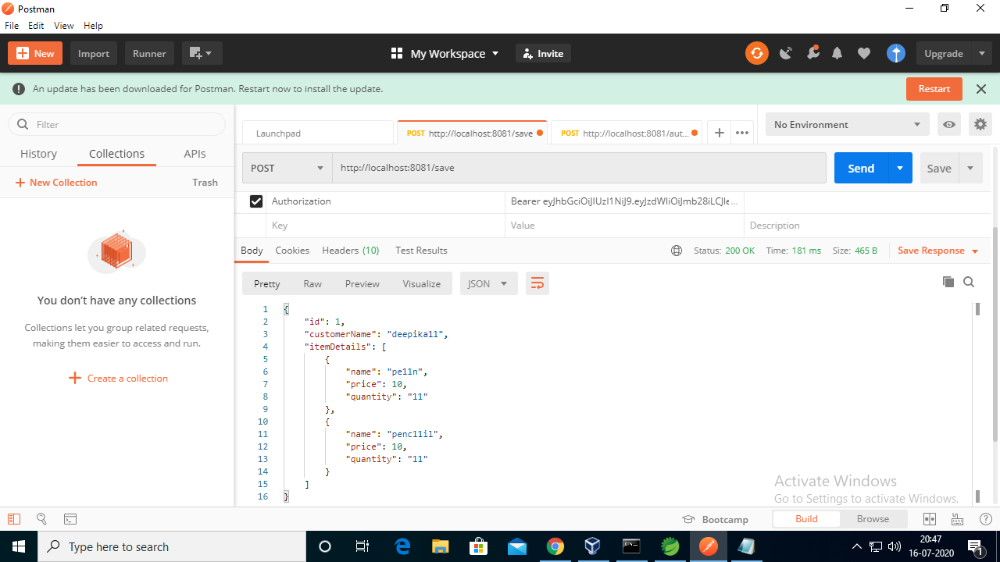 Postman
File Edit View Help
New Import Runner My Workspace Invite Upgrade
An update has been downloaded for Postman. Restart now to install the update. Restart
Filter
History Collections APIs
New Collection Trash
You don't have any collections
Collections let you group related requests,
making them easier to access and run.
Create a collection
Launchpad POST http://localhost:8081/save POST http://localhost:8081/aut... No Environment
POST http://localhost:8081/save Send Save
Authorization Bearer
Key Value Description
Body Cookies Headers (10) Test Results Status: 200 OK Time: 181 ms Size: 465 B Save Response
Pretty Raw Preview Visualize JSON
1 {
2 "id": 1,
3 "customerName": "deepika11",
4 "itemDetails": [
5 {
6 "name": "pe11n",
7 "price": 10,
8 "quantity": "11"
9 },
10 {
11 "name": "penc11il",
12 "price": 10,
13 "quantity": "11"
14 }
15 ]
16 }
Activate Windows
Go to Settings to activate Windows.
Bootcamp Build Browse
Type here to search
20:47
16-07-2020
1